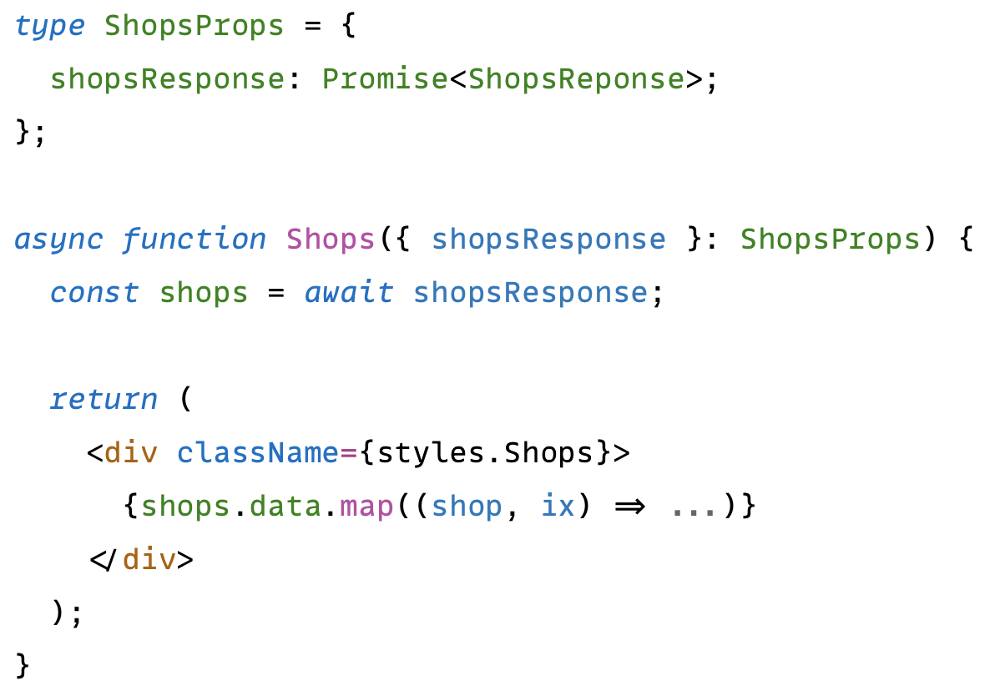 type ShopsProps = {
  shopsResponse: Promise<ShopsReponse>;
};

async function Shops({ shopsResponse }: ShopsProps) {
  const shops = await shopsResponse;

  return (
    <div className={styles.Shops}>
      {shops.data.map((shop, ix) => ...)}
    </div>
  );
}